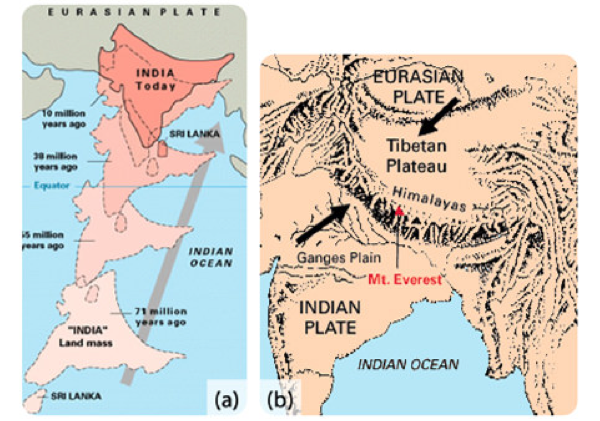 EURASIAN PLATE
INDIA
Today
10 million
years ago
SRI LANKA
38 million
years ago
Equator
55 million
years ago
INDIAN
OCEAN
71 million
years ago
"INDIA"
Land mass
SRI LANKA
(a)
EURASIAN
PLATE
Tibetan
Plateau
Himalayas
Ganges Plain
Mt. Everest
INDIAN
PLATE
INDIAN OCEAN
(b)